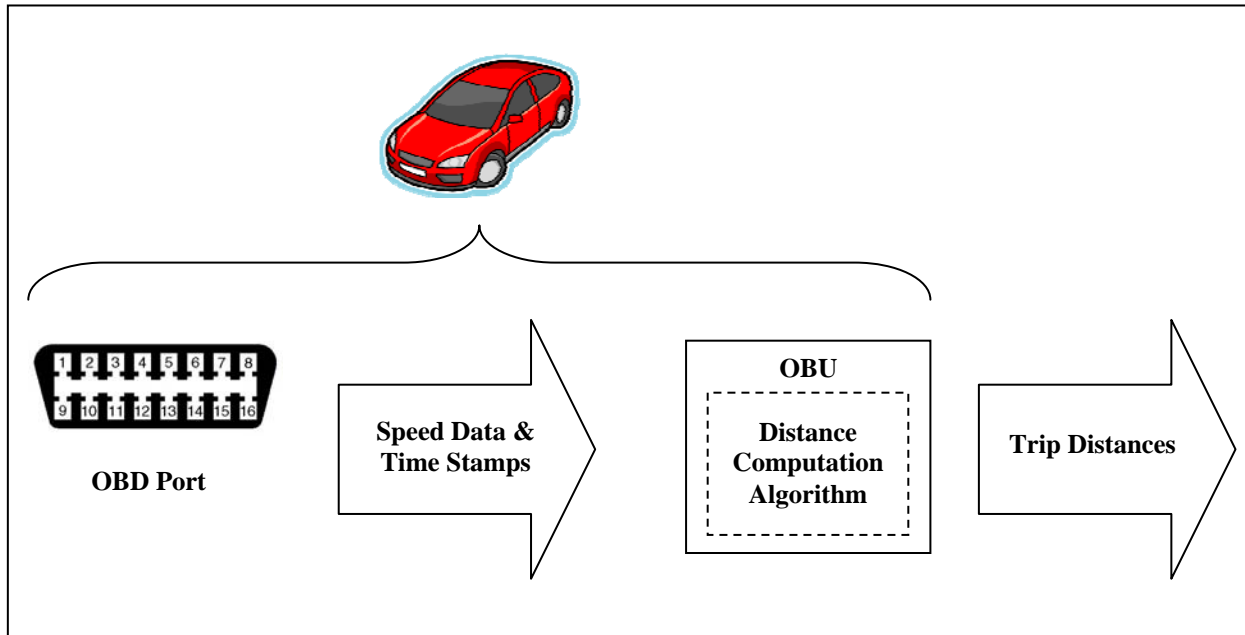 1 2 3 4 5 6 7 8
9 10 11 12 13 14 15 16
OBD Port
Speed Data &
Time Stamps
OBU
Distance
Computation
Algorithm
Trip Distances